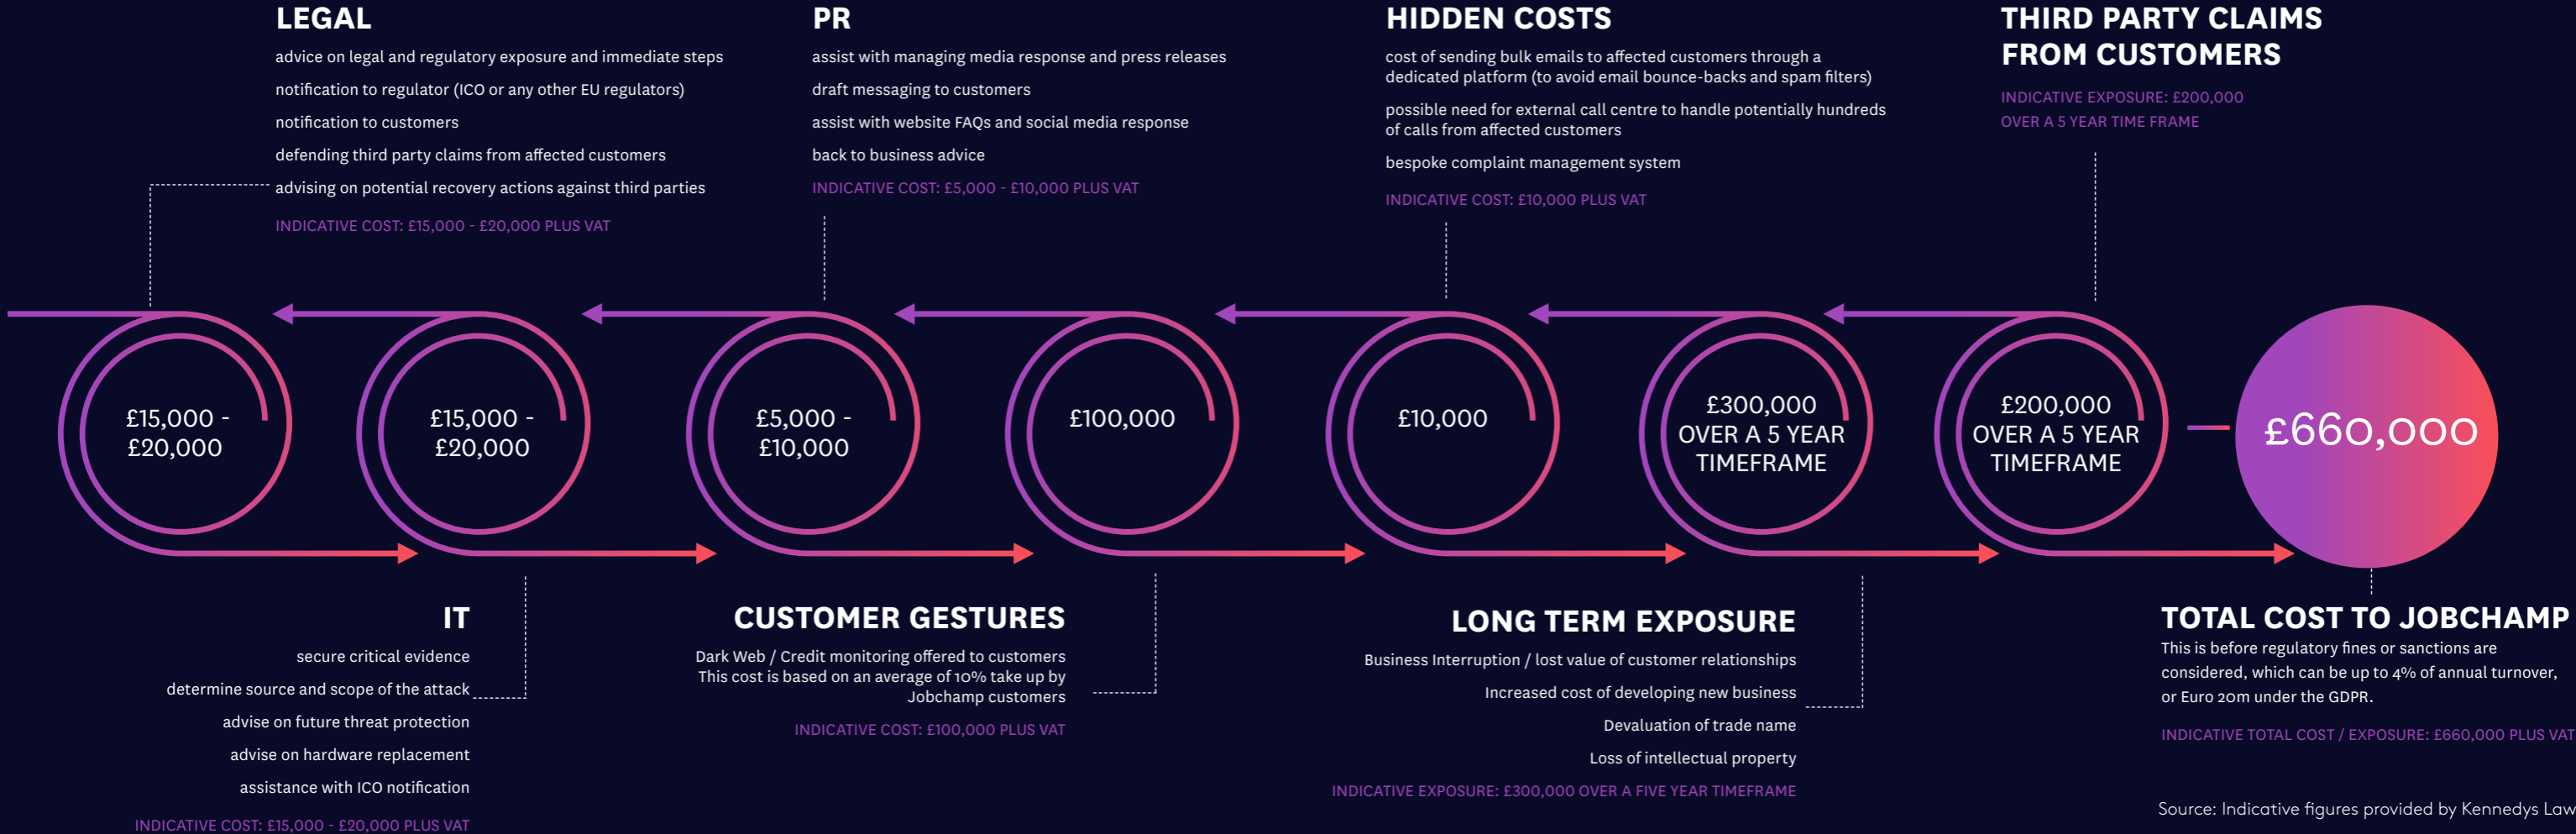 LEGAL
advice on legal and regulatory exposure and immediate steps
notification to regulator (ICO or any other EU regulators)
notification to customers
defending third party claims from affected customers
advising on potential recovery actions against third parties
INDICATIVE COST: £15,000 - £20,000 PLUS VAT
PR
assist with managing media response and press releases
draft messaging to customers
assist with website FAQs and social media response
back to business advice
INDICATIVE COST: £5,000 - £10,000 PLUS VAT
HIDDEN COSTS
cost of sending bulk emails to affected customers through a
dedicated platform (to avoid email bounce-backs and spam filters)
possible need for external call centre to handle potentially hundreds
of calls from affected customers
bespoke complaint management system
INDICATIVE COST: £10,000 PLUS VAT
THIRD PARTY CLAIMS
FROM CUSTOMERS
INDICATIVE EXPOSURE: £200,000
OVER A 5 YEAR TIME FRAME
£15,000 -
£20,000
£15,000 -
£20,000
£5,000 -
£10,000
£100,000
£10,000
£300,000
OVER A 5 YEAR
TIMEFRAME
£200,000
OVER A 5 YEAR
TIMEFRAME
£660,000
IT
secure critical evidence
determine source and scope of the attack
advise on future threat protection
advise on hardware replacement
assistance with ICO notification
INDICATIVE COST: £15,000 - £20,000 PLUS VAT
CUSTOMER GESTURES
Dark Web / Credit monitoring offered to customers
This cost is based on an average of 10% take up by
Jobchamp customers
INDICATIVE COST: £100,000 PLUS VAT
LONG TERM EXPOSURE
Business Interruption / lost value of customer relationships
Increased cost of developing new business
Devaluation of trade name
Loss of intellectual property
INDICATIVE EXPOSURE: £300,000 OVER A FIVE YEAR TIMEFRAME
TOTAL COST TO JOBCHAMP
This is before regulatory fines or sanctions are
considered, which can be up to 4% of annual turnover,
or Euro 20m under the GDPR.
INDICATIVE TOTAL COST / EXPOSURE: £660,000 PLUS VAT
Source: Indicative figures provided by Kennedys Law